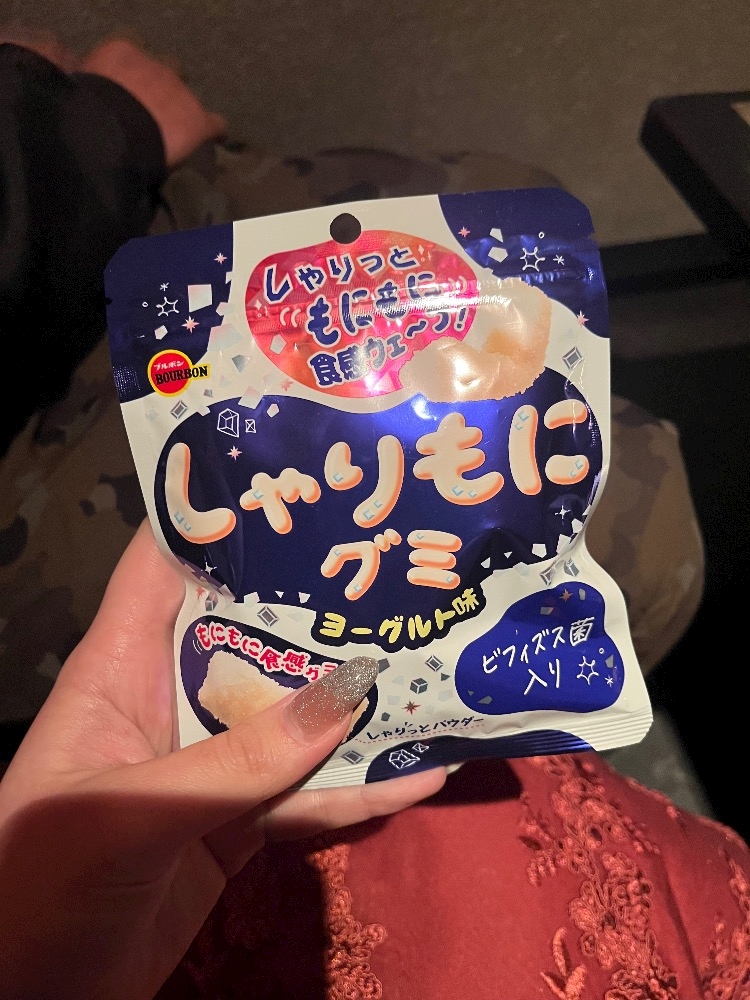 しゃりっと
もにもに
食感ウェ〜っ!
ブルボン
BOURBON
しゃりもに
グミ
ヨーグルト味
もにもに食感グミ
ビフィズス菌
入り
しゃりっとパウダー